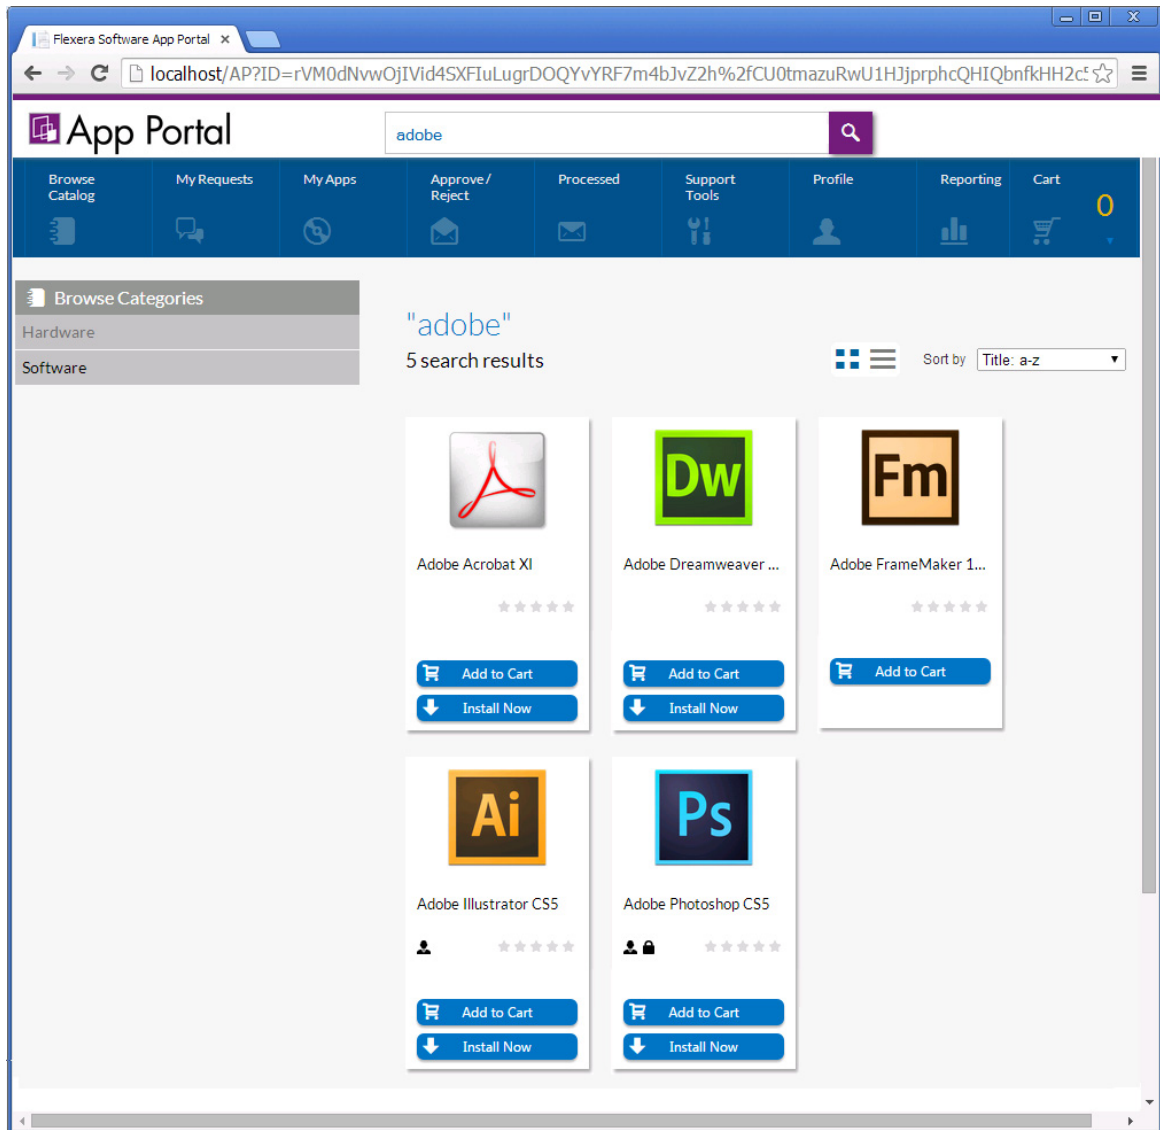 Flexera Software App Portal
localhost/AP?ID=rVM0dNvwOjIVid4SXFIuLugrDOQYvYRF7m4bJvZ2h%2fCU0tmazuRwU1HJjprphcQHIQbnfkHH2c5
App Portal
adobe
Browse Catalog
My Requests
My Apps
Approve / Reject
Processed
Support Tools
Profile
Reporting
Cart
0
Browse Categories
Hardware
Software
"adobe"
5 search results
Sort by Title: a-z
Dw
Fm
Adobe Acrobat XI
Adobe Dreamweaver ...
Adobe FrameMaker 1...
Add to Cart
Add to Cart
Add to Cart
Install Now
Install Now
Ai
Ps
Adobe Illustrator CS5
Adobe Photoshop CS5
Add to Cart
Add to Cart
Install Now
Install Now